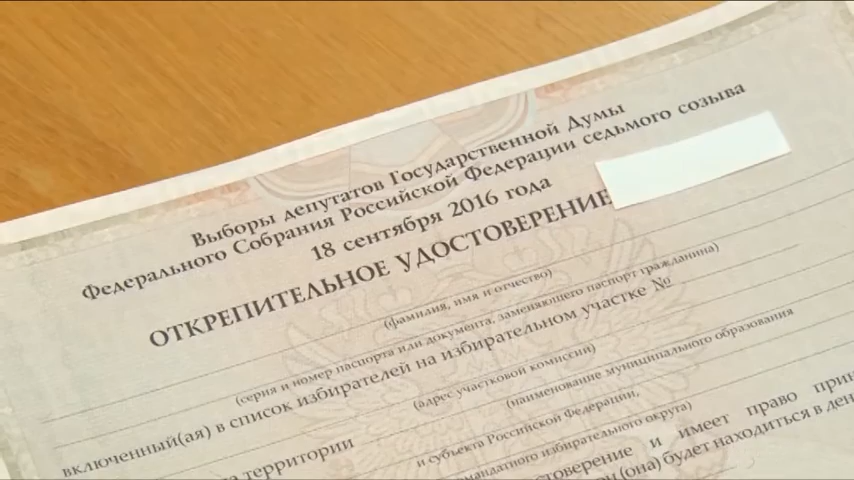 Выборы депутатов Государственной Думы
Федерального Собрания Российской Федерации седьмого созыва
18 сентября 2016 года
ОТКРЕПИТЕЛЬНОЕ УДОСТОВЕРЕНИЕ
(фамилия, имя и отчество)
(серия и номер паспорта или документа, заменяющего паспорт гражданина)
включенный(ая) в список избирателей на избирательном участке №
(адрес участковой комиссии)
(наименование муниципального образования
и субъекта Российской Федерации,
территории
округа)
и имеет право
(она) будет находиться в